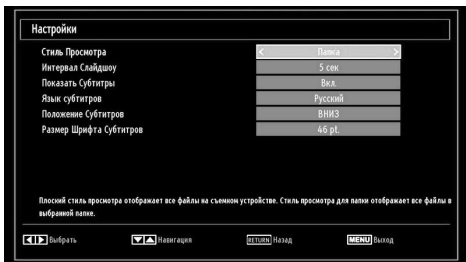 Настройки
Стиль Просмотра < Папка >
Интервал Слайдшоу 5 сек
Показать Субтитры Вкл.
Язык субтитров Русский
Положение Субтитров ВНИЗ
Размер Шрифта Субтитров 46 pt.
Плоский стиль просмотра отображает все файлы на съемном устройстве. Стиль просмотра для папки отображает все файлы в
выбранной папке.
Выбрать Навигация RETURN Назад MENU Выход